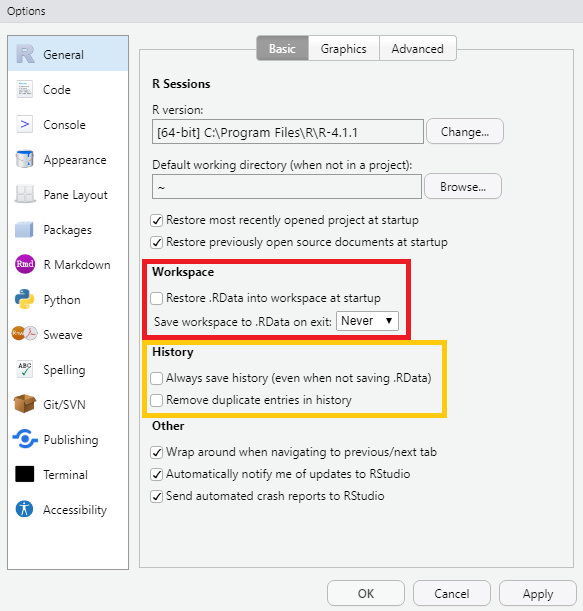 Options
General
Code
Console
Appearance
Pane Layout
Packages
R Markdown
Python
Sweave
Spelling
Git/SVN
Publishing
Terminal
Accessibility
Basic Graphics Advanced
R Sessions
R version:
[64-bit] C:\Program Files\R\R-4.1.1 Change...
Default working directory (when not in a project):
~ Browse...
Restore most recently opened project at startup
Restore previously open source documents at startup
Workspace
Restore .RData into workspace at startup
Save workspace to .RData on exit: Never
History
Always save history (even when not saving .RData)
Remove duplicate entries in history
Other
Wrap around when navigating to previous/next tab
Automatically notify me of updates to RStudio
Send automated crash reports to RStudio
OK Cancel Apply